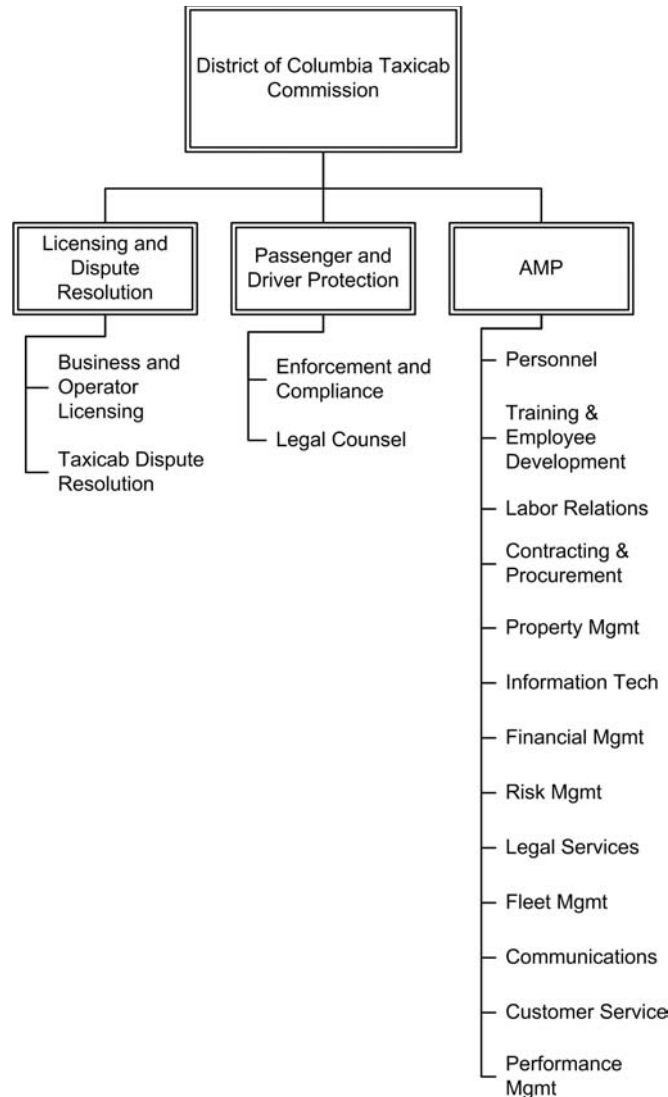 District of Columbia Taxicab
Commission
Licensing and
Dispute
Resolution
Business and
Operator
Licensing
Taxicab Dispute
Resolution
Passenger and
Driver Protection
Enforcement and
Compliance
Legal Counsel
AMP
Personnel
Training &
Employee
Development
Labor Relations
Contracting &
Procurement
Property Mgmt
Information Tech
Financial Mgmt
Risk Mgmt
Legal Services
Fleet Mgmt
Communications
Customer Service
Performance
Mgmt